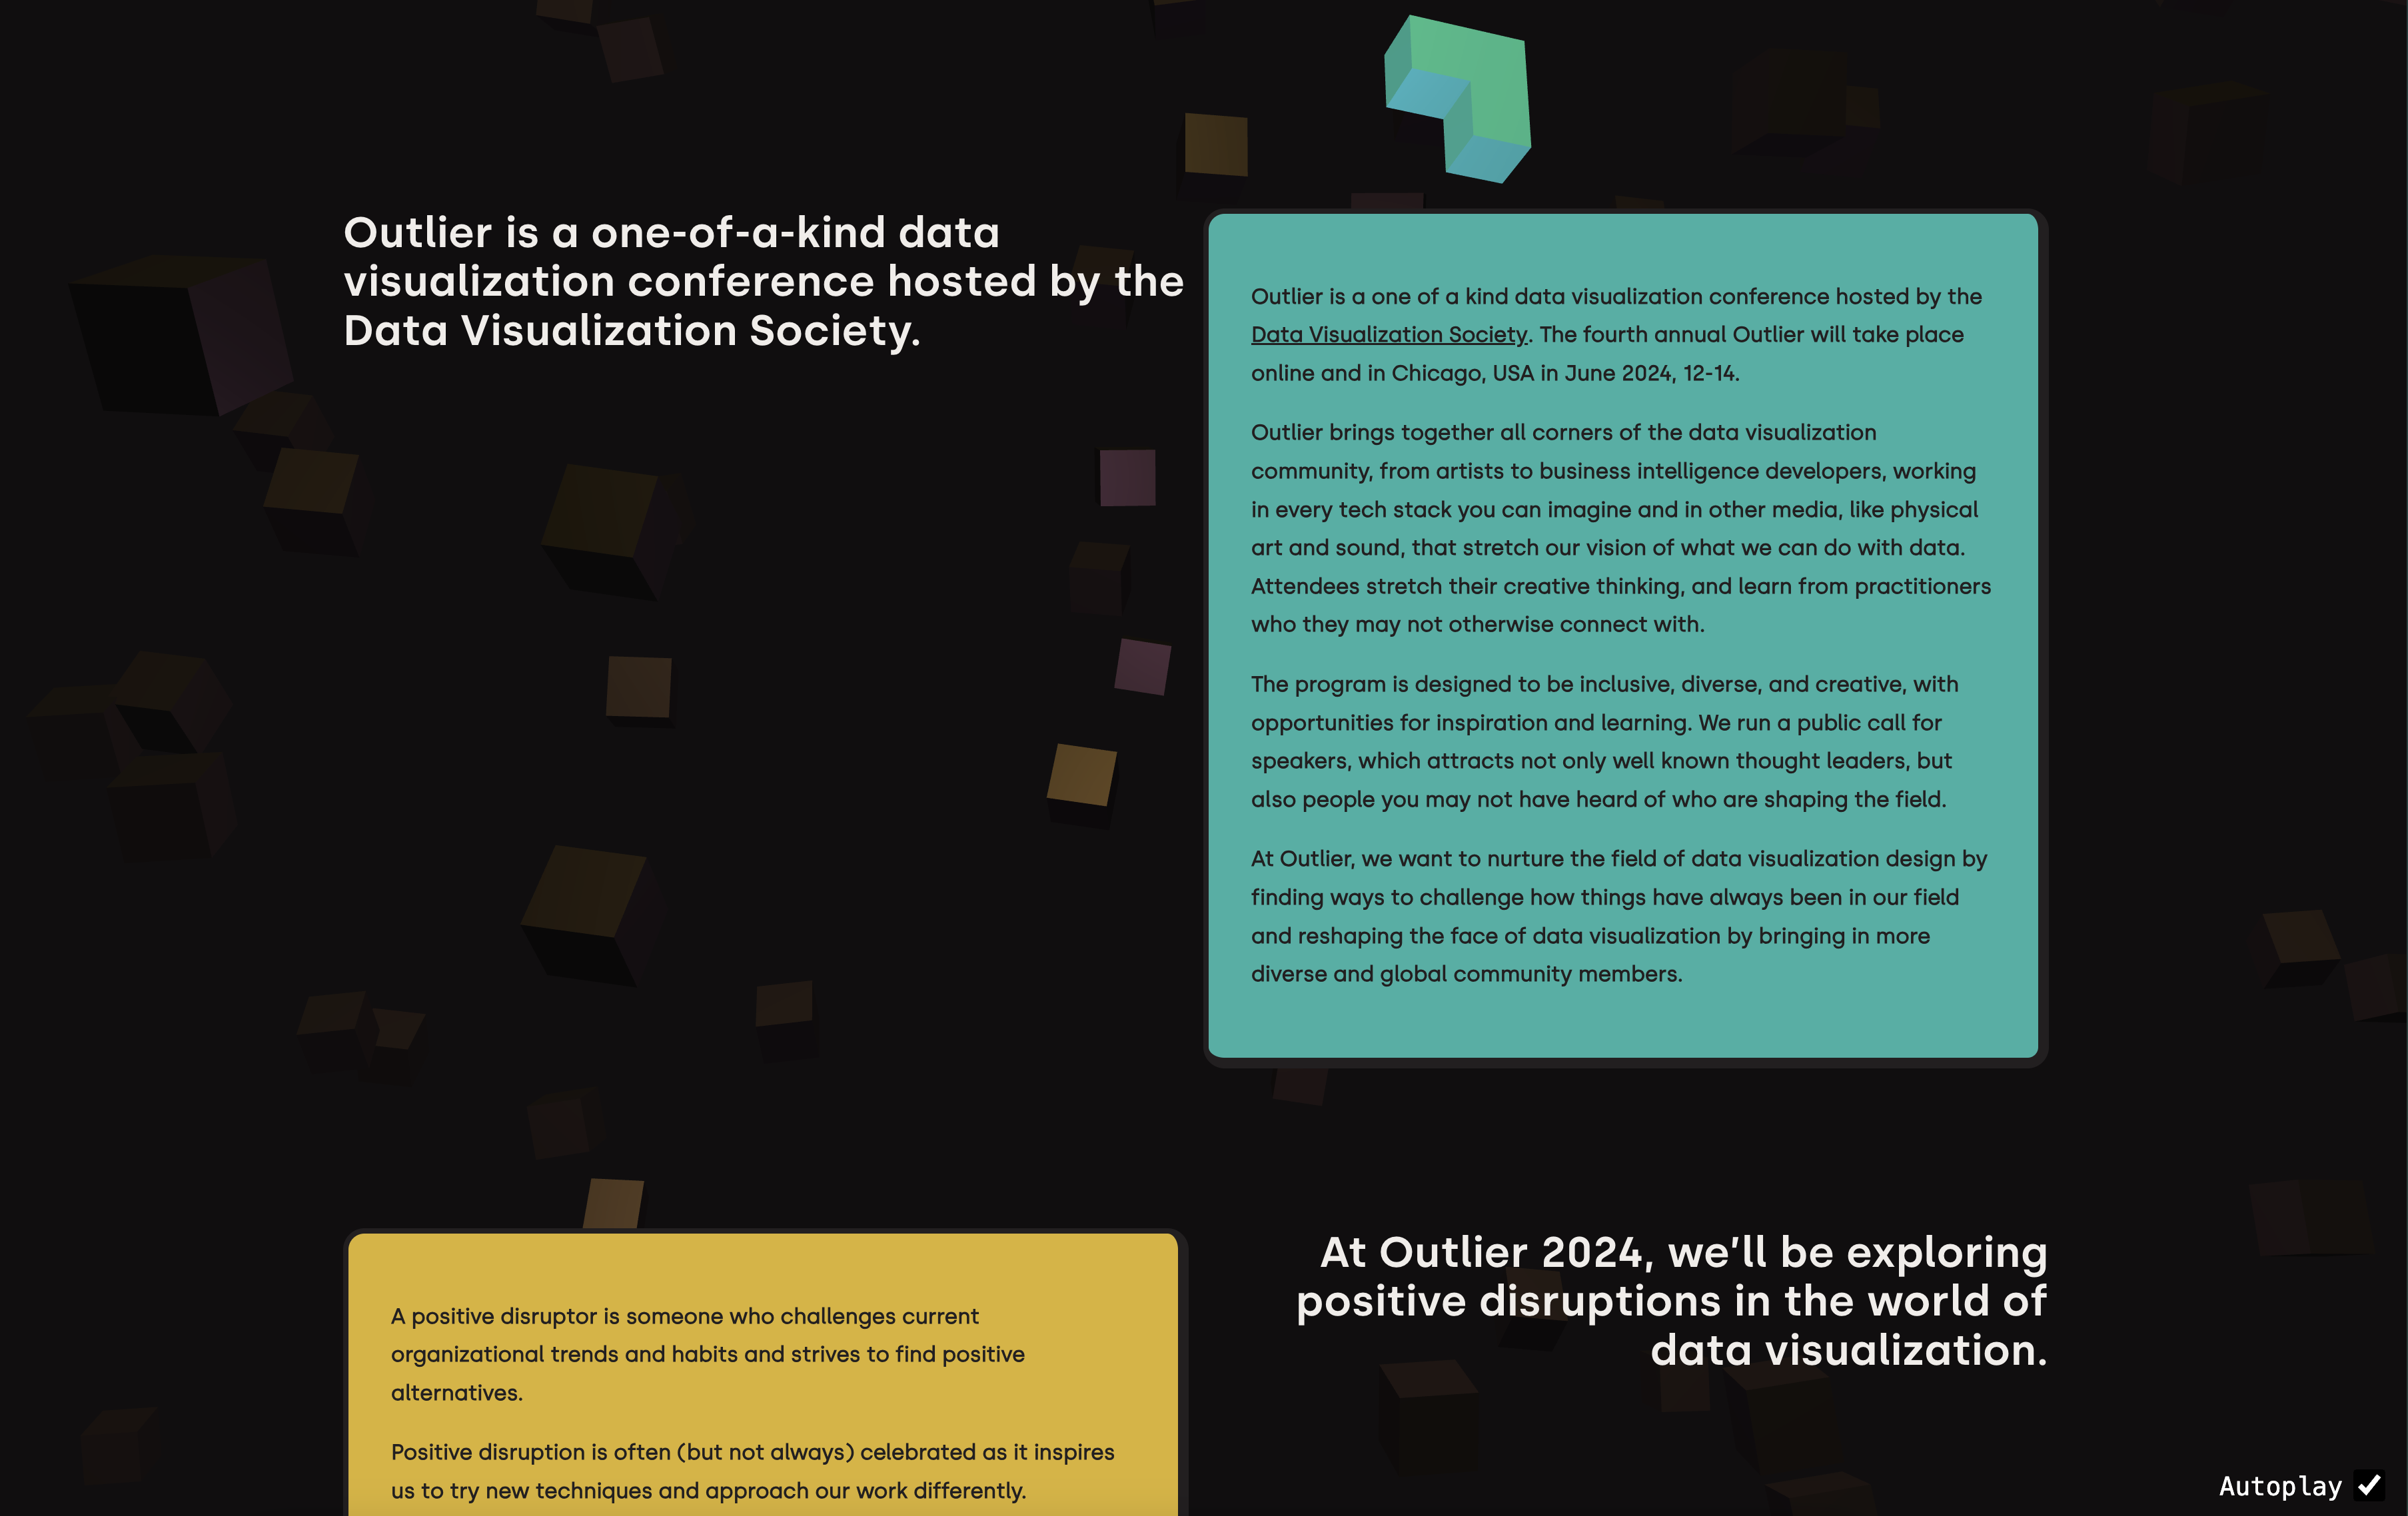 Outlier is a one-of-a-kind data
visualization conference hosted by the
Data Visualization Society.
Outlier is a one of a kind data visualization conference hosted by the
Data Visualization Society. The fourth annual Outlier will take place
online and in Chicago, USA in June 2024, 12-14.
Outlier brings together all corners of the data visualization
community, from artists to business intelligence developers, working
in every tech stack you can imagine and in other media, like physical
art and sound, that stretch our vision of what we can do with data.
Attendees stretch their creative thinking, and learn from practitioners
who they may not otherwise connect with.
The program is designed to be inclusive, diverse, and creative, with
opportunities for inspiration and learning. We run a public call for
speakers, which attracts not only well known thought leaders, but
also people you may not have heard of who are shaping the field.
At Outlier, we want to nurture the field of data visualization design by
finding ways to challenge how things have always been in our field
and reshaping the face of data visualization by bringing in more
diverse and global community members.
At Outlier 2024, we’ll be exploring
positive disruptions in the world of
data visualization.
A positive disruptor is someone who challenges current
organizational trends and habits and strives to find positive
alternatives.
Positive disruption is often (but not always) celebrated as it inspires
us to try new techniques and approach our work differently.
Autoplay